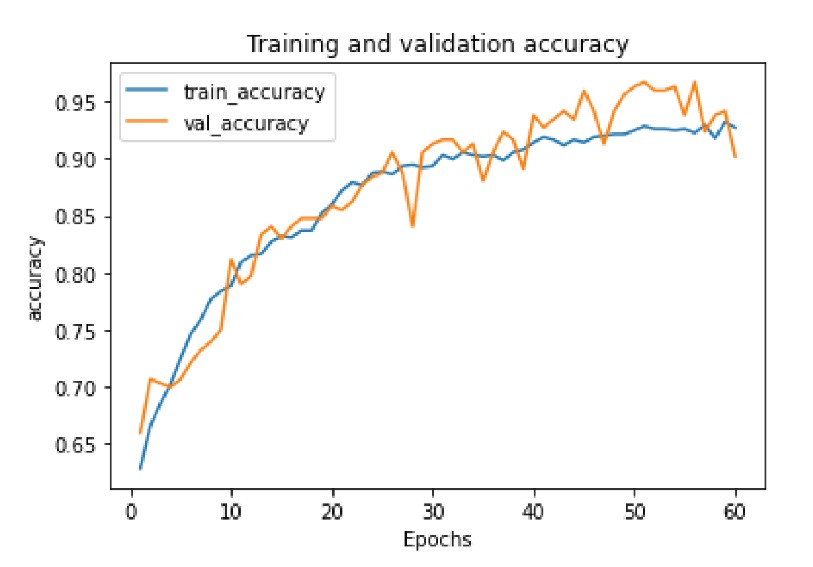 Training and validation accuracy
train_accuracy
val_accuracy
0.95
0.90
0.85
0.80
0.75
0.70
0.65
accuracy
0 10 20 30 40 50 60
Epochs